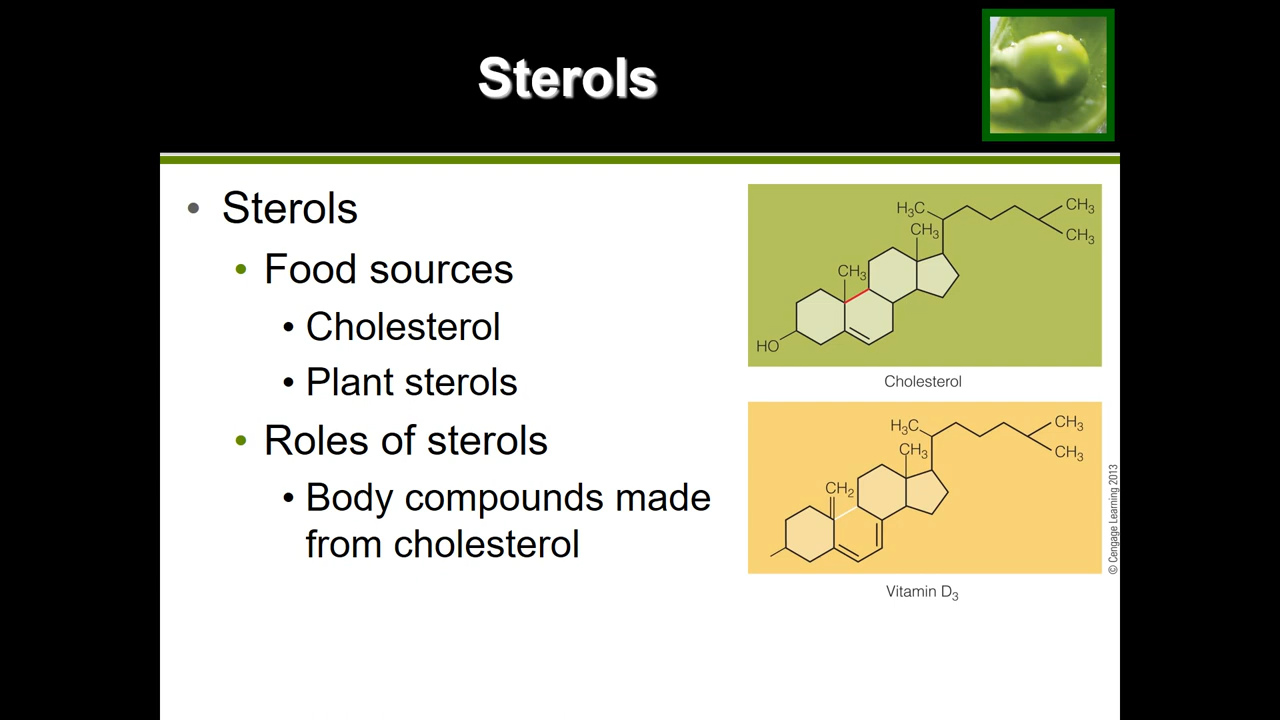 Sterols
• Sterols
• Food sources
• Cholesterol
• Plant sterols
• Roles of sterols
• Body compounds made
from cholesterol
H₃C
CH₃
CH₃
CH₃
CH₃
HO
Cholesterol
H₃C
CH₃
CH₃
CH₃
CH₂
Vitamin D₃
© Cengage Learning 2013